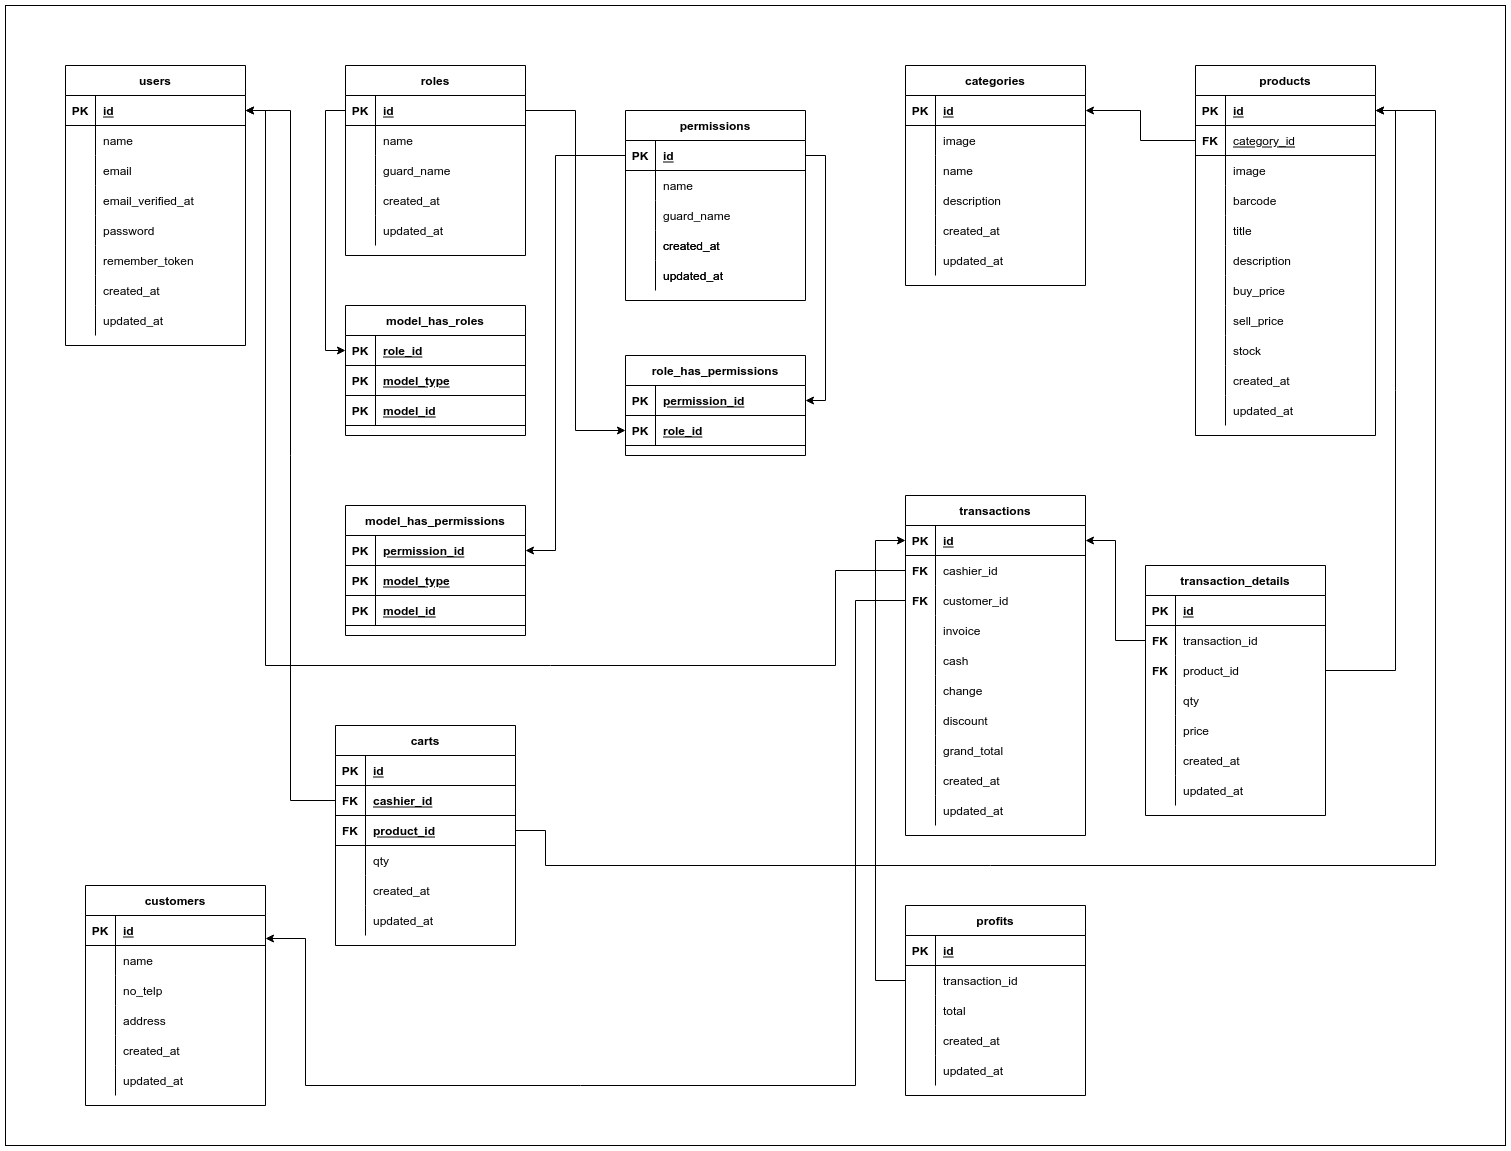 users
PK id
name
email
email_verified_at
password
remember_token
created_at
updated_at
roles
PK id
name
guard_name
created_at
updated_at
permissions
PK id
name
guard_name
created_at
updated_at
categories
PK id
image
name
description
created_at
updated_at
products
PK id
FK category_id
image
barcode
title
description
buy_price
sell_price
stock
created_at
updated_at
model_has_roles
PK role_id
PK model_type
PK model_id
role_has_permissions
PK permission_id
PK role_id
model_has_permissions
PK permission_id
PK model_type
PK model_id
transactions
PK id
FK cashier_id
FK customer_id
invoice
cash
change
discount
grand_total
created_at
updated_at
transaction_details
PK id
FK transaction_id
FK product_id
qty
price
created_at
updated_at
carts
PK id
FK cashier_id
FK product_id
qty
created_at
updated_at
customers
PK id
name
no_telp
address
created_at
updated_at
profits
PK id
transaction_id
total
created_at
updated_at